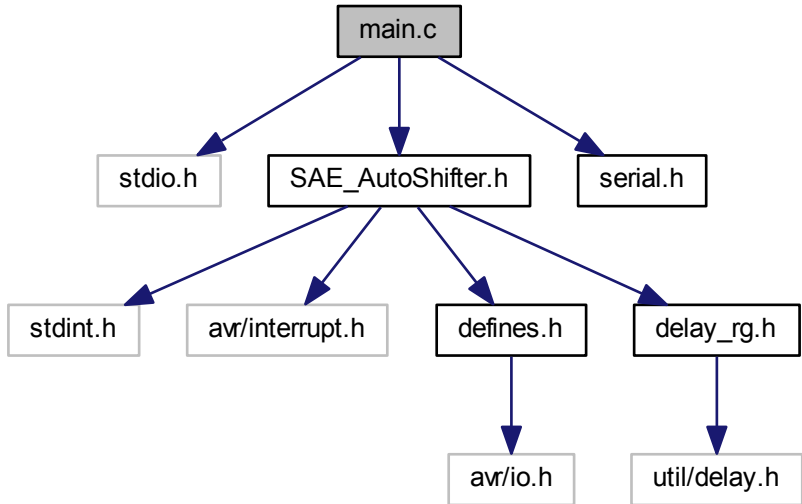 main.c
stdio.h
SAE_AutoShifter.h
serial.h
stdint.h
avr/interrupt.h
defines.h
delay_rg.h
avr/io.h
util/delay.h